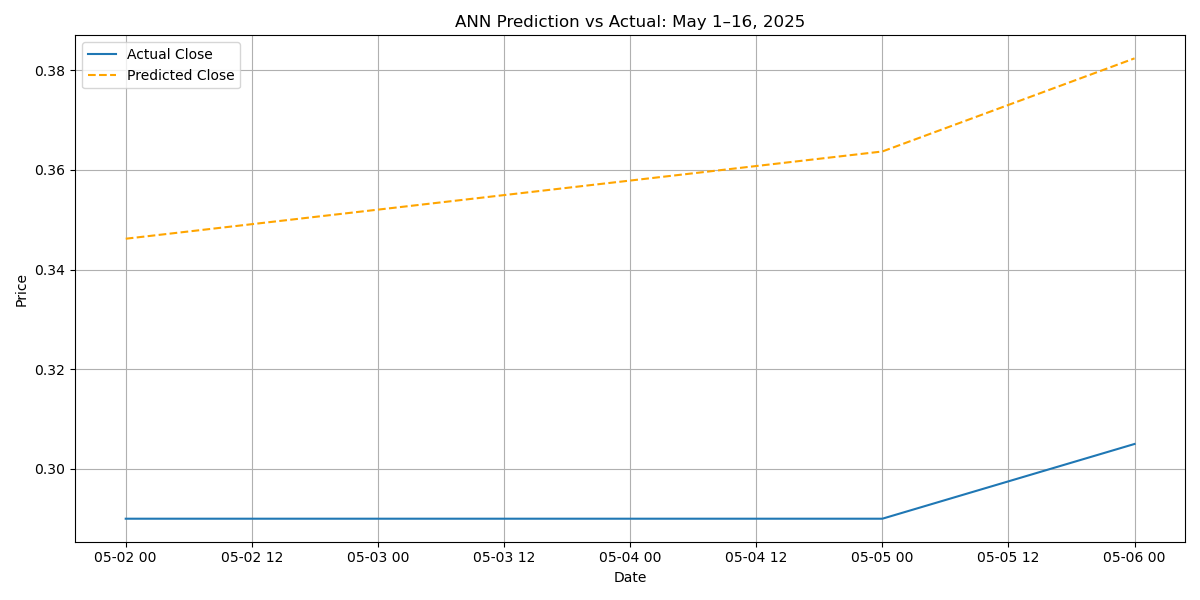 ANN Prediction vs Actual: May 1–16, 2025
Actual Close
Predicted Close
Price
0.38
0.36
0.34
0.32
0.30
05-02 00 05-02 12 05-03 00 05-03 12 05-04 00 05-04 12 05-05 00 05-05 12 05-06 00
Date